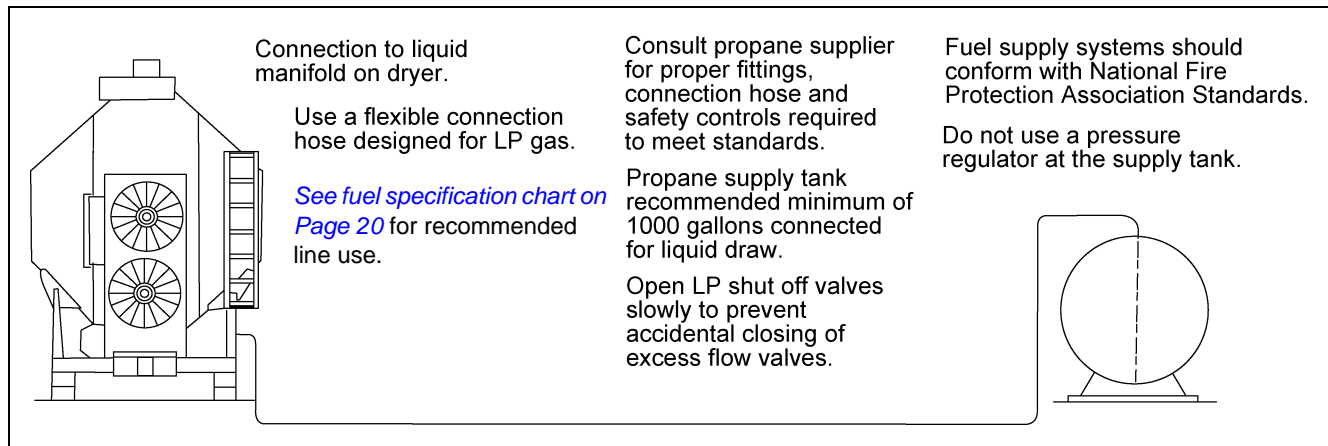 Connection to liquid
manifold on dryer.
Use a flexible connection
hose designed for LP gas.
See fuel specification chart on
Page 20 for recommended
line use.
Consult propane supplier
for proper fittings,
connection hose and
safety controls required
to meet standards.
Propane supply tank
recommended minimum of
1000 gallons connected
for liquid draw.
Open LP shut off valves
slowly to prevent
accidental closing of
excess flow valves.
Fuel supply systems should
conform with National Fire
Protection Association Standards.
Do not use a pressure
regulator at the supply tank.